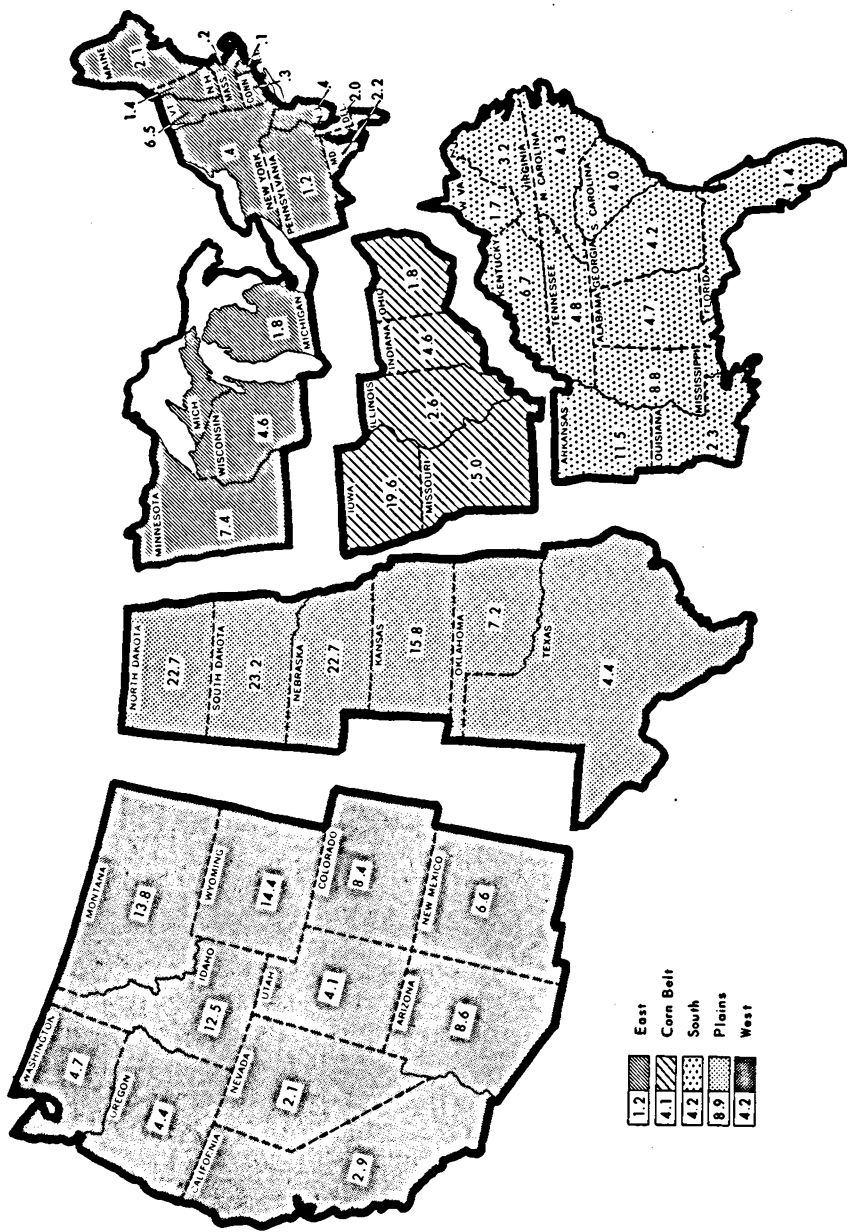 WASHINGTON
4.7
MONTANA
13.8
OREGON
4.4
IDAHO
12.5
WYOMING
14.4
CALIFOENIA
2.9
NEVADA
2.1
UTAH
4.1
COLORADO
8.4
ARIZONA
8.6
NEW MEXICO
6.6
NORTH DAKOTA
22.7
SOUTH DAKOTA
23.2
NEBRASKA
22.7
KANSAS
15.8
OKLAHOMA
7.2
TEXAS
4.4
MINNESOTA
7.4
WISCONSIN
4.6
MICH
1.8
MICHIGAN
IOWA
19.6
MISSOURI
5.0
ILLINOIS
2.6
INDIANA
4.6
OHIO
1.8
MAINE
2.1
1.4
6.5
VT
N H
MASS.
CONN
.2
.1
.3
NEW YORK
.4
PENNSYLVANIA
1.2
.4
DEL.
2.0
MD.
2.2
W. VA.
1.7
VIRGINIA
3.2
KENTUCKY
6.7
N. CAROLINA
4.3
TENNESSEE
4.8
S. CAROLINA
4.0
ARKANSAS
11.5
LOUISIANA
2.3
MISSISSIPPI
8.8
ALABAMA
4.7
GEORGIA
4.2
FLORIDA
1.4
1.2 East
4.1 Corn Belt
4.2 South
8.9 Plains
4.2 West